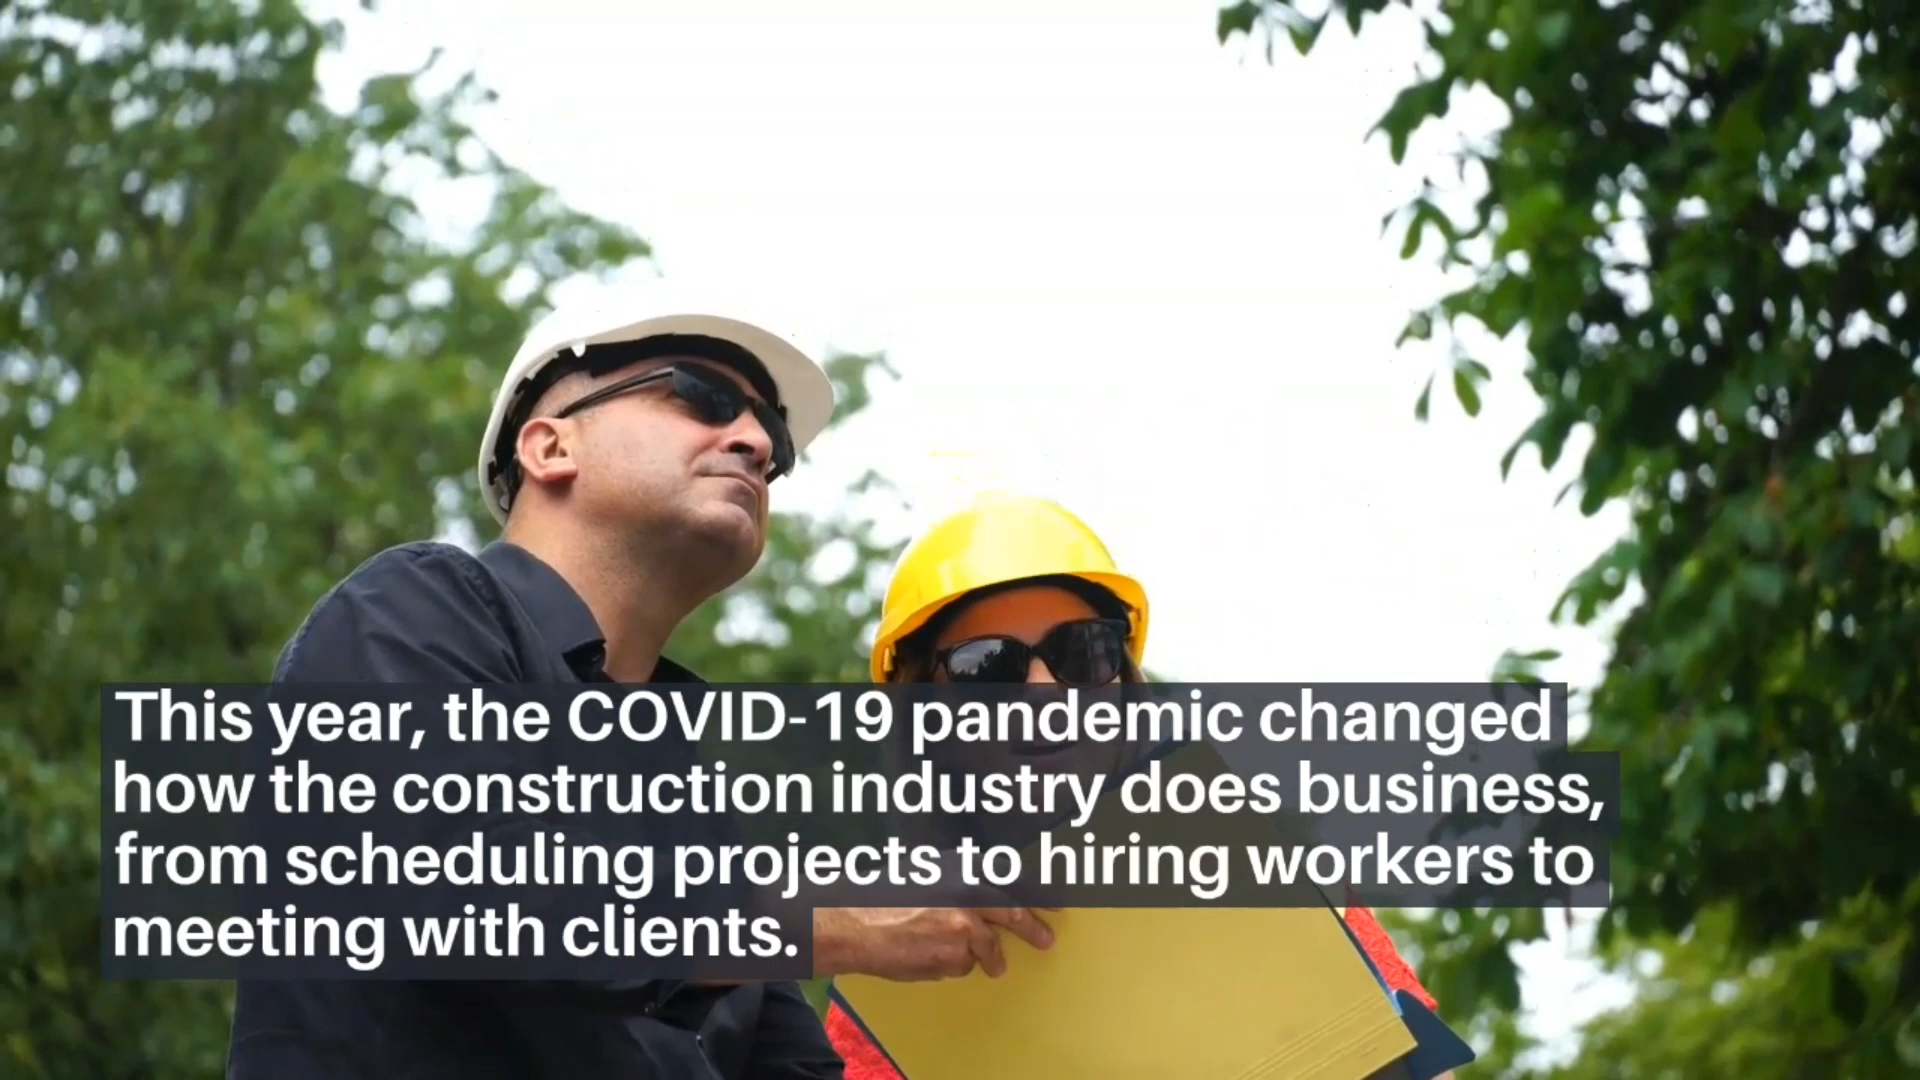 This year, the COVID-19 pandemic changed
how the construction industry does business,
from scheduling projects to hiring workers to
meeting with clients.